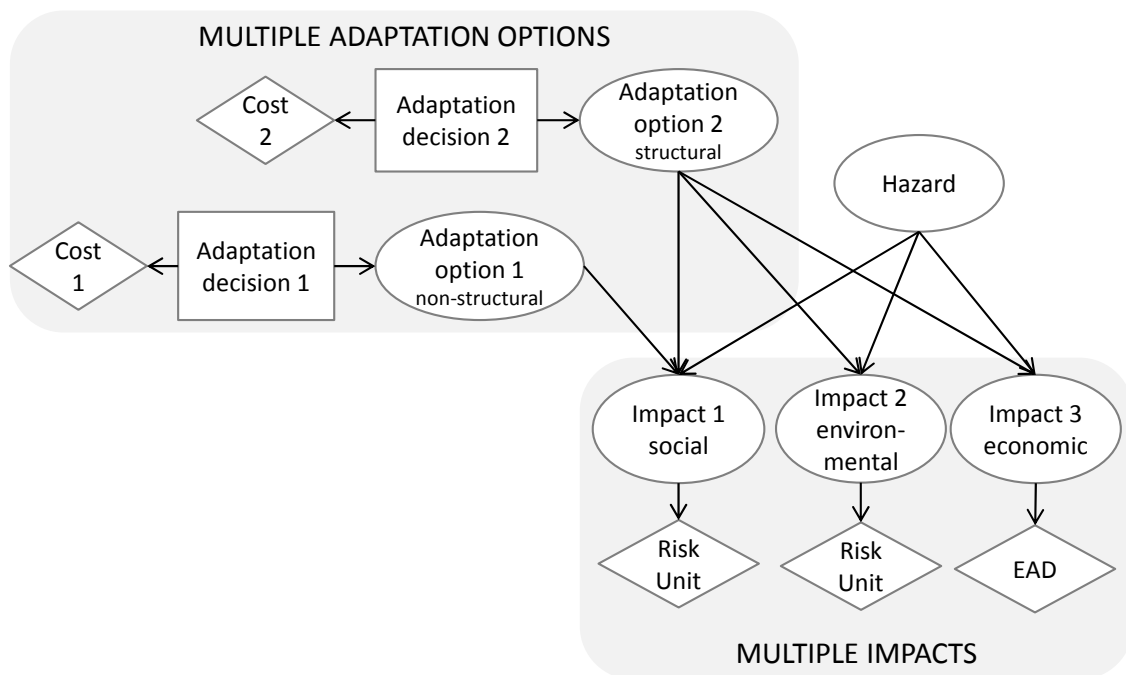 MULTIPLE ADAPTATION OPTIONS
Cost
2
Adaptation
decision 2
Adaptation
option 2
structural
Hazard
Cost
1
Adaptation
decision 1
Adaptation
option 1
non-structural
Impact 1
social
Impact 2
environ-
mental
Impact 3
economic
Risk
Unit
Risk
Unit
EAD
MULTIPLE IMPACTS